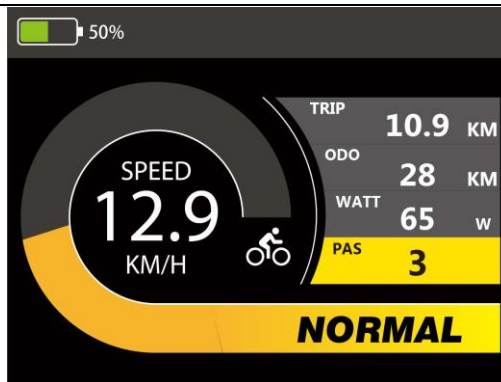 50%
SPEED
12.9
KM/H
TRIP
10.9 KM
ODO
28 KM
WATT
65 W
PAS
3
NORMAL